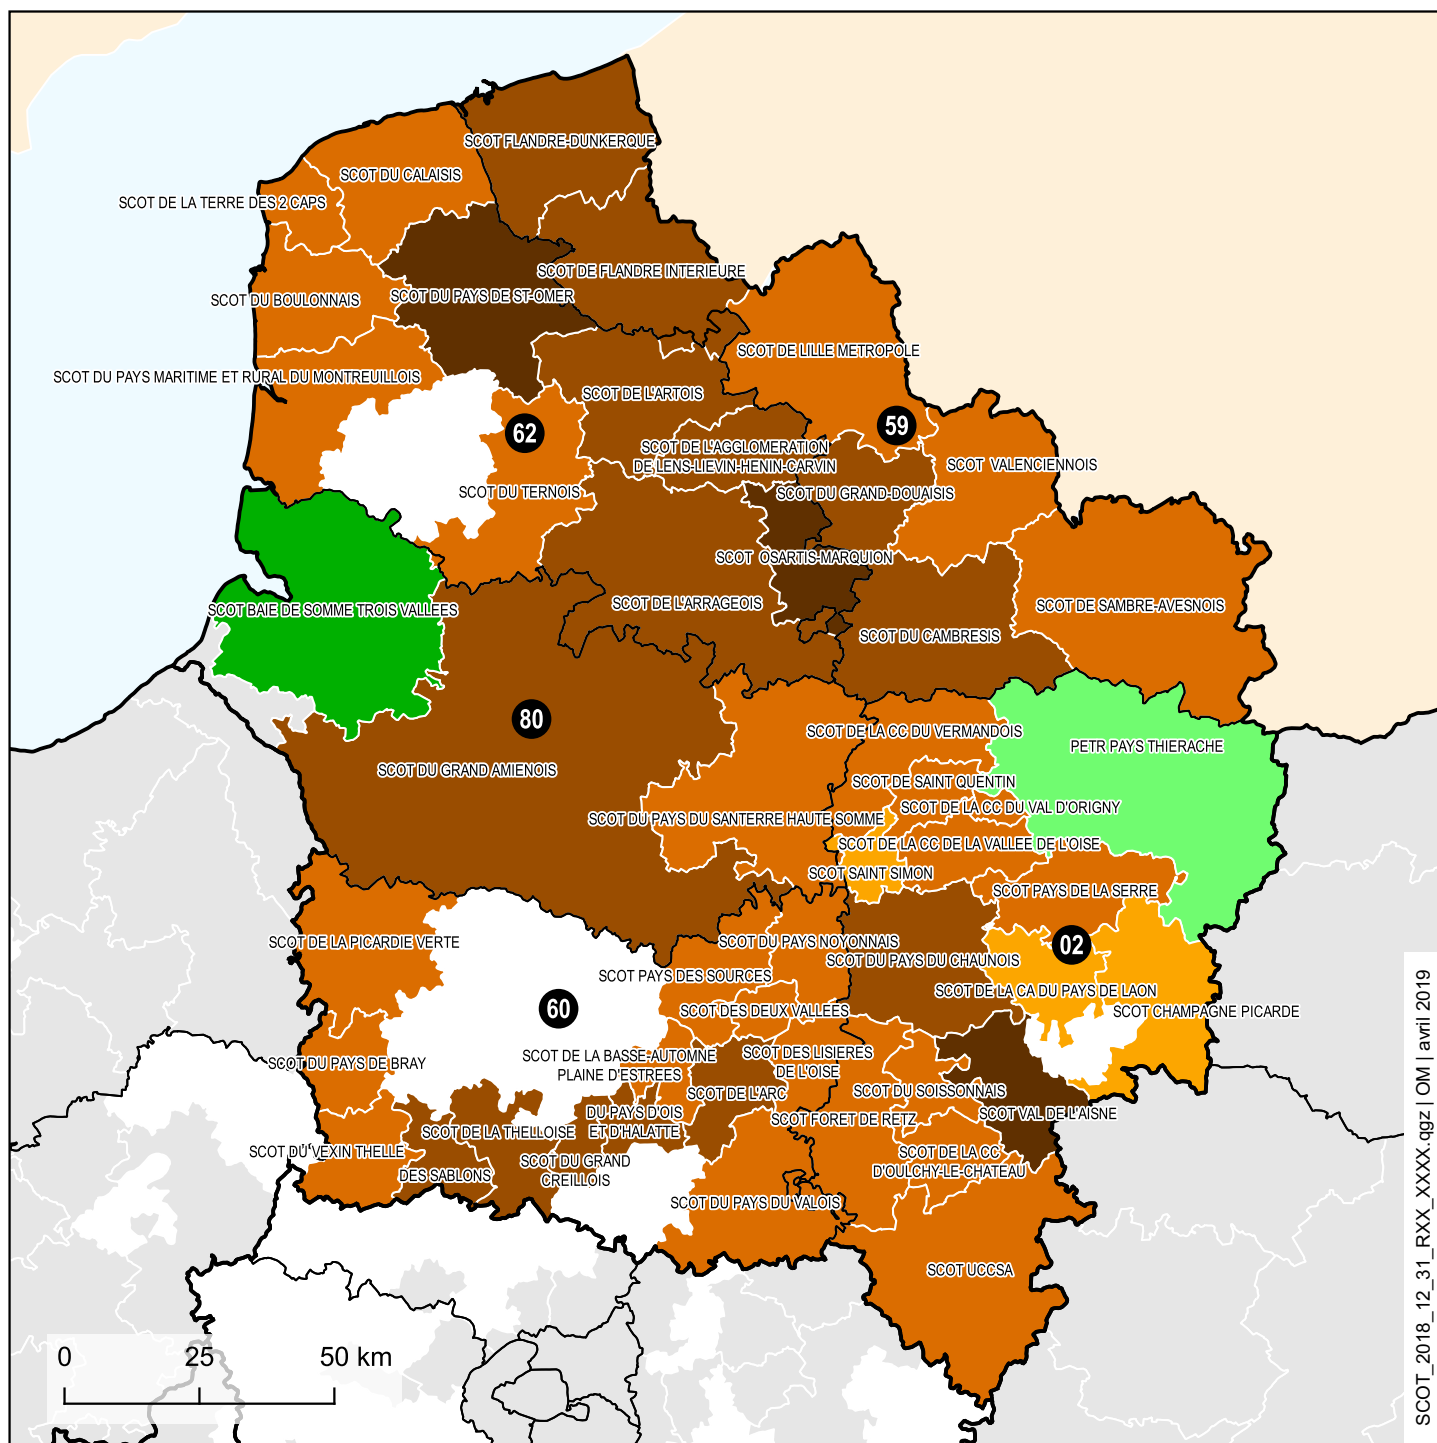 SCOT FLANDRE-DUNKERQUE
SCOT DU CALAISIS
SCOT DE LA TERRE DES 2 CAPS
SCOT DE FLANDRE INTERIEURE
SCOT DU BOULONNAIS
SCOT DU PAYS DE ST-OMER
SCOT DE LILLE METROPOLE
SCOT DU PAYS MARITIME ET RURAL DU MONTREUILLOIS
SCOT DE L'ARTOIS
62
59
SCOT DE L'AGGLOMERATION
DE LENS-LIEVIN-HENIN-CARVIN
SCOT VALENCIENNOIS
SCOT DU TERNOIS
SCOT DU GRAND-DOUAISIS
SCOT OSARTIS-MARQUION
SCOT DE L'ARRAGEOIS
SCOT BAIE DE SOMME TROIS VALLEES
SCOT DE SAMBRE-AVESNOIS
SCOT DU CAMBRESIS
80
SCOT DE LA CC DU VERMANDOIS
PETR PAYS THIERACHE
SCOT DU GRAND AMIENOIS
SCOT DE SAINT QUENTIN
SCOT DE LA CC DU VAL D'ORIGNY
SCOT DU PAYS DU SANTERRE HAUTE SOMME
SCOT DE LA CC DE LA VALLEE DE L'OISE
SCOT SAINT SIMON
SCOT PAYS DE LA SERRE
SCOT DE LA PICARDIE VERTE
SCOT DU PAYS NOYONNAIS
02
SCOT DU PAYS DU CHAUNOIS
SCOT PAYS DES SOURCES
SCOT DE LA CA DU PAYS DE LAON
60
SCOT DES DEUX VALLEES
SCOT CHAMPAGNE PICARDE
SCOT DU PAYS DE BRAY
SCOT DE LA BASSE-AUTOMNE
PLAINE D'ESTREES
SCOT DES LISIERES
DE L'OISE
SCOT DE L'ARC
SCOT DU SOISSONNAIS
DU PAYS D'OIS
ET D'HALATTE
SCOT FORET DE RETZ
SCOT VAL DE L'AISNE
SCOT DE LA THELLOISE
SCOT DU VEXIN THELLE
SCOT DE LA CC
D'OULCHY-LE-CHATEAU
DES SABLONS
SCOT DU GRAND
CREILLOIS
SCOT DU PAYS DU VALOIS
SCOT UCCSA
0 25 50 km
SCOT_2018_12_31_RXX_XXXX.qgz | OM | avril 2019